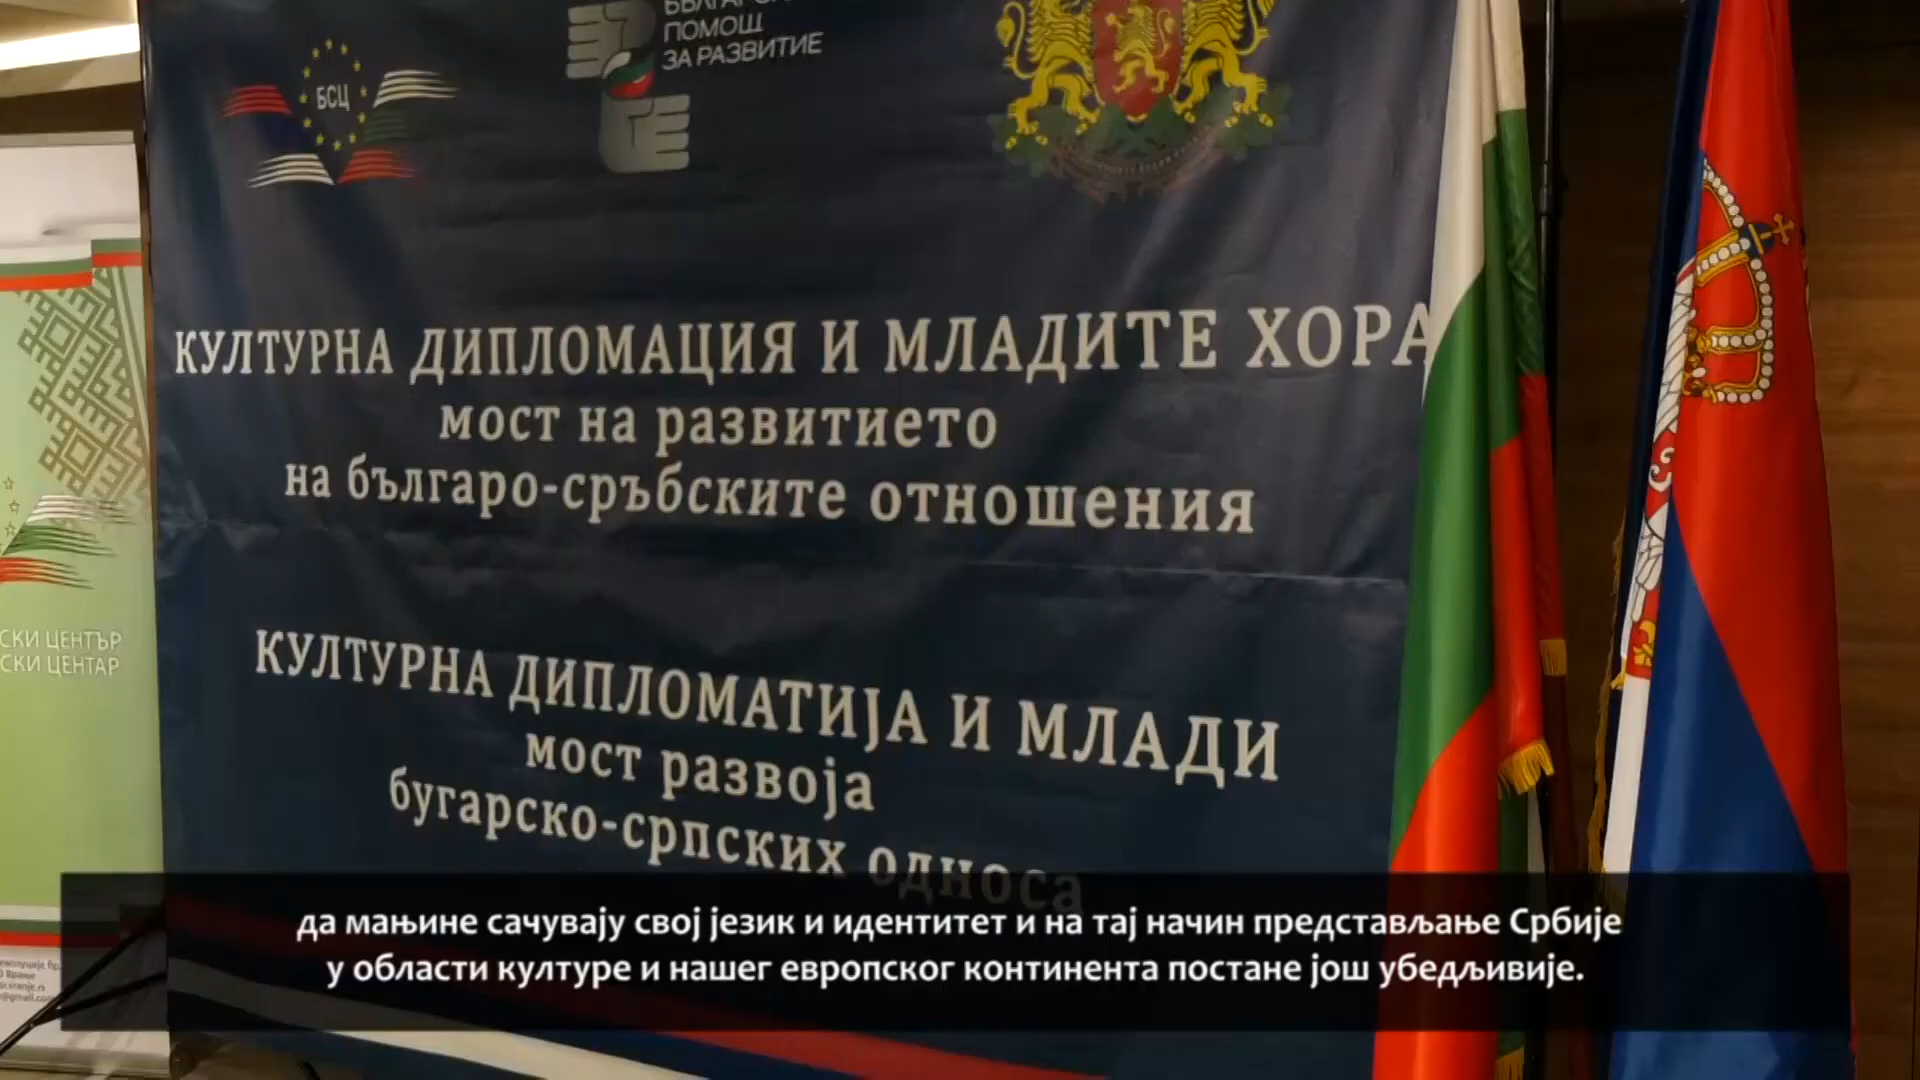 БСЦ
ПОМОЩ
ЗА РАЗВИТИЕ
КУЛТУРНА ДИПЛОМАЦИЯ И МЛАДИТЕ ХОРА
мост на развитието
на българо-сръбските отношения
СКИ ЦЕНТЪР
СКИ ЦЕНТАР
КУЛТУРНА ДИПЛОМАТИЈА И МЛАДИ
мост развоја
бугарско-српских односа
да мањине сачувају свој језик и идентитет и на тај начин представљање Србије
у области културе и нашег европског континента постане још убедљивије.